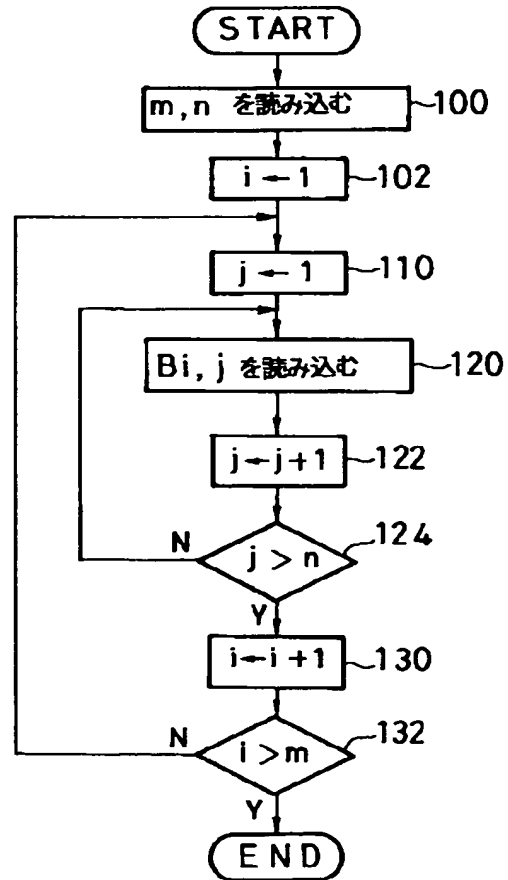 START
m,n を読み込む 100
i ← 1 102
j ← 1 110
Bi, j を読み込む 120
j ← j+1 122
j > n 124
N
Y
i ← i +1 130
i > m 132
N
Y
END